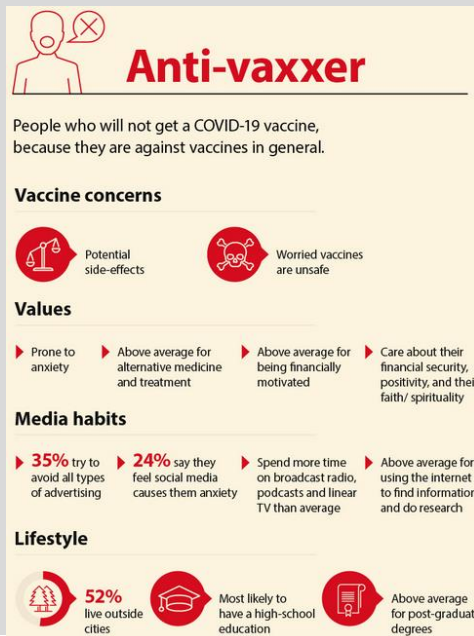 Anti-vaxxer
People who will not get a COVID-19 vaccine,
because they are against vaccines in general.
Vaccine concerns
Potential
side-effects
Worried vaccines
are unsafe
Values
Prone to
anxiety
Above average for
alternative medicine
and treatment
Above average for
being financially
motivated
Care about their
financial security,
positivity, and thei
faith/ spirituality
Media habits
35% try to
avoid all types
of advertising
24% say they
feel social media
causes them anxiety
Spend more time
on broadcast radio,
podcasts and linear
TV than average
Above average for
using the internet
to find information
and do research
Lifestyle
52%
live outside
cities
Most likely to
have a high-school
education
Above average
for post-graduat
degrees